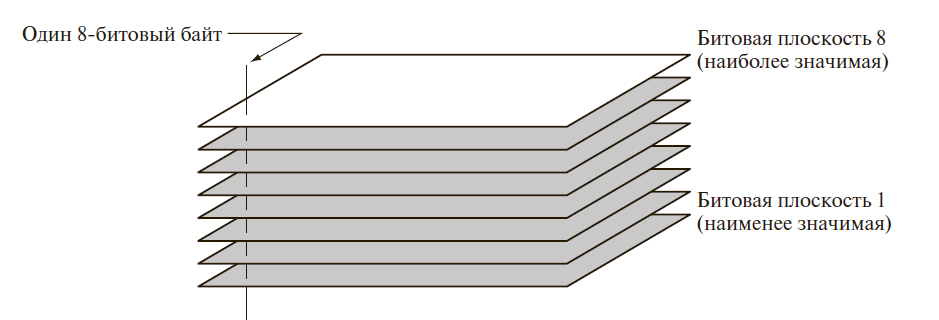 Один 8-битовый байт
Битовая плоскость 8
(наиболее значимая)
Битовая плоскость 1
(наименее значимая)